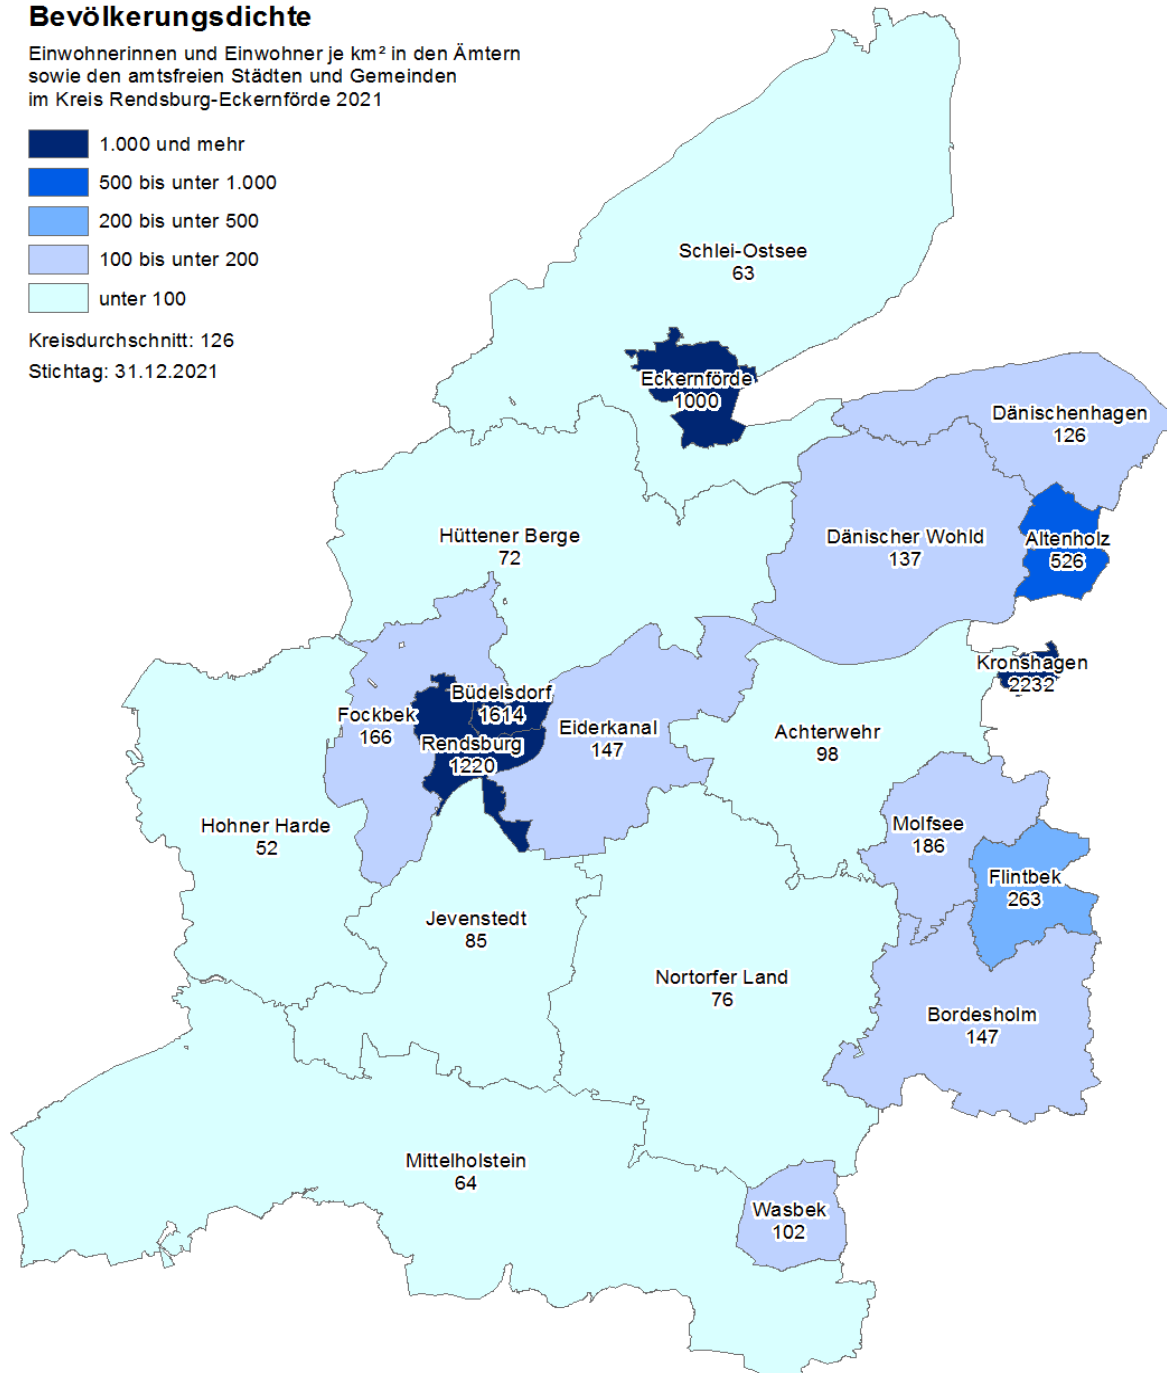 Bevölkerungsdichte
Einwohnerinnen und Einwohner je km² in den Ämtern
sowie den amtsfreien Städten und Gemeinden
im Kreis Rendsburg-Eckernförde 2021
1.000 und mehr
500 bis unter 1.000
200 bis unter 500
100 bis unter 200
unter 100
Kreisdurchschnitt: 126
Stichtag: 31.12.2021
Schlei-Ostsee
63
Eckernförde
1000
Dänischenhagen
126
Hüttener Berge
72
Dänischer Wohld
137
Altenholz
526
Kronshagen
2232
Büdelsdorf
1614
Fockbek
166
Eiderkanal
147
Achterwehr
98
Rendsburg
1220
Hohner Harde
52
Molfsee
186
Flintbek
263
Jevenstedt
85
Nortorfer Land
76
Bordesholm
147
Mittelholstein
64
Wasbek
102